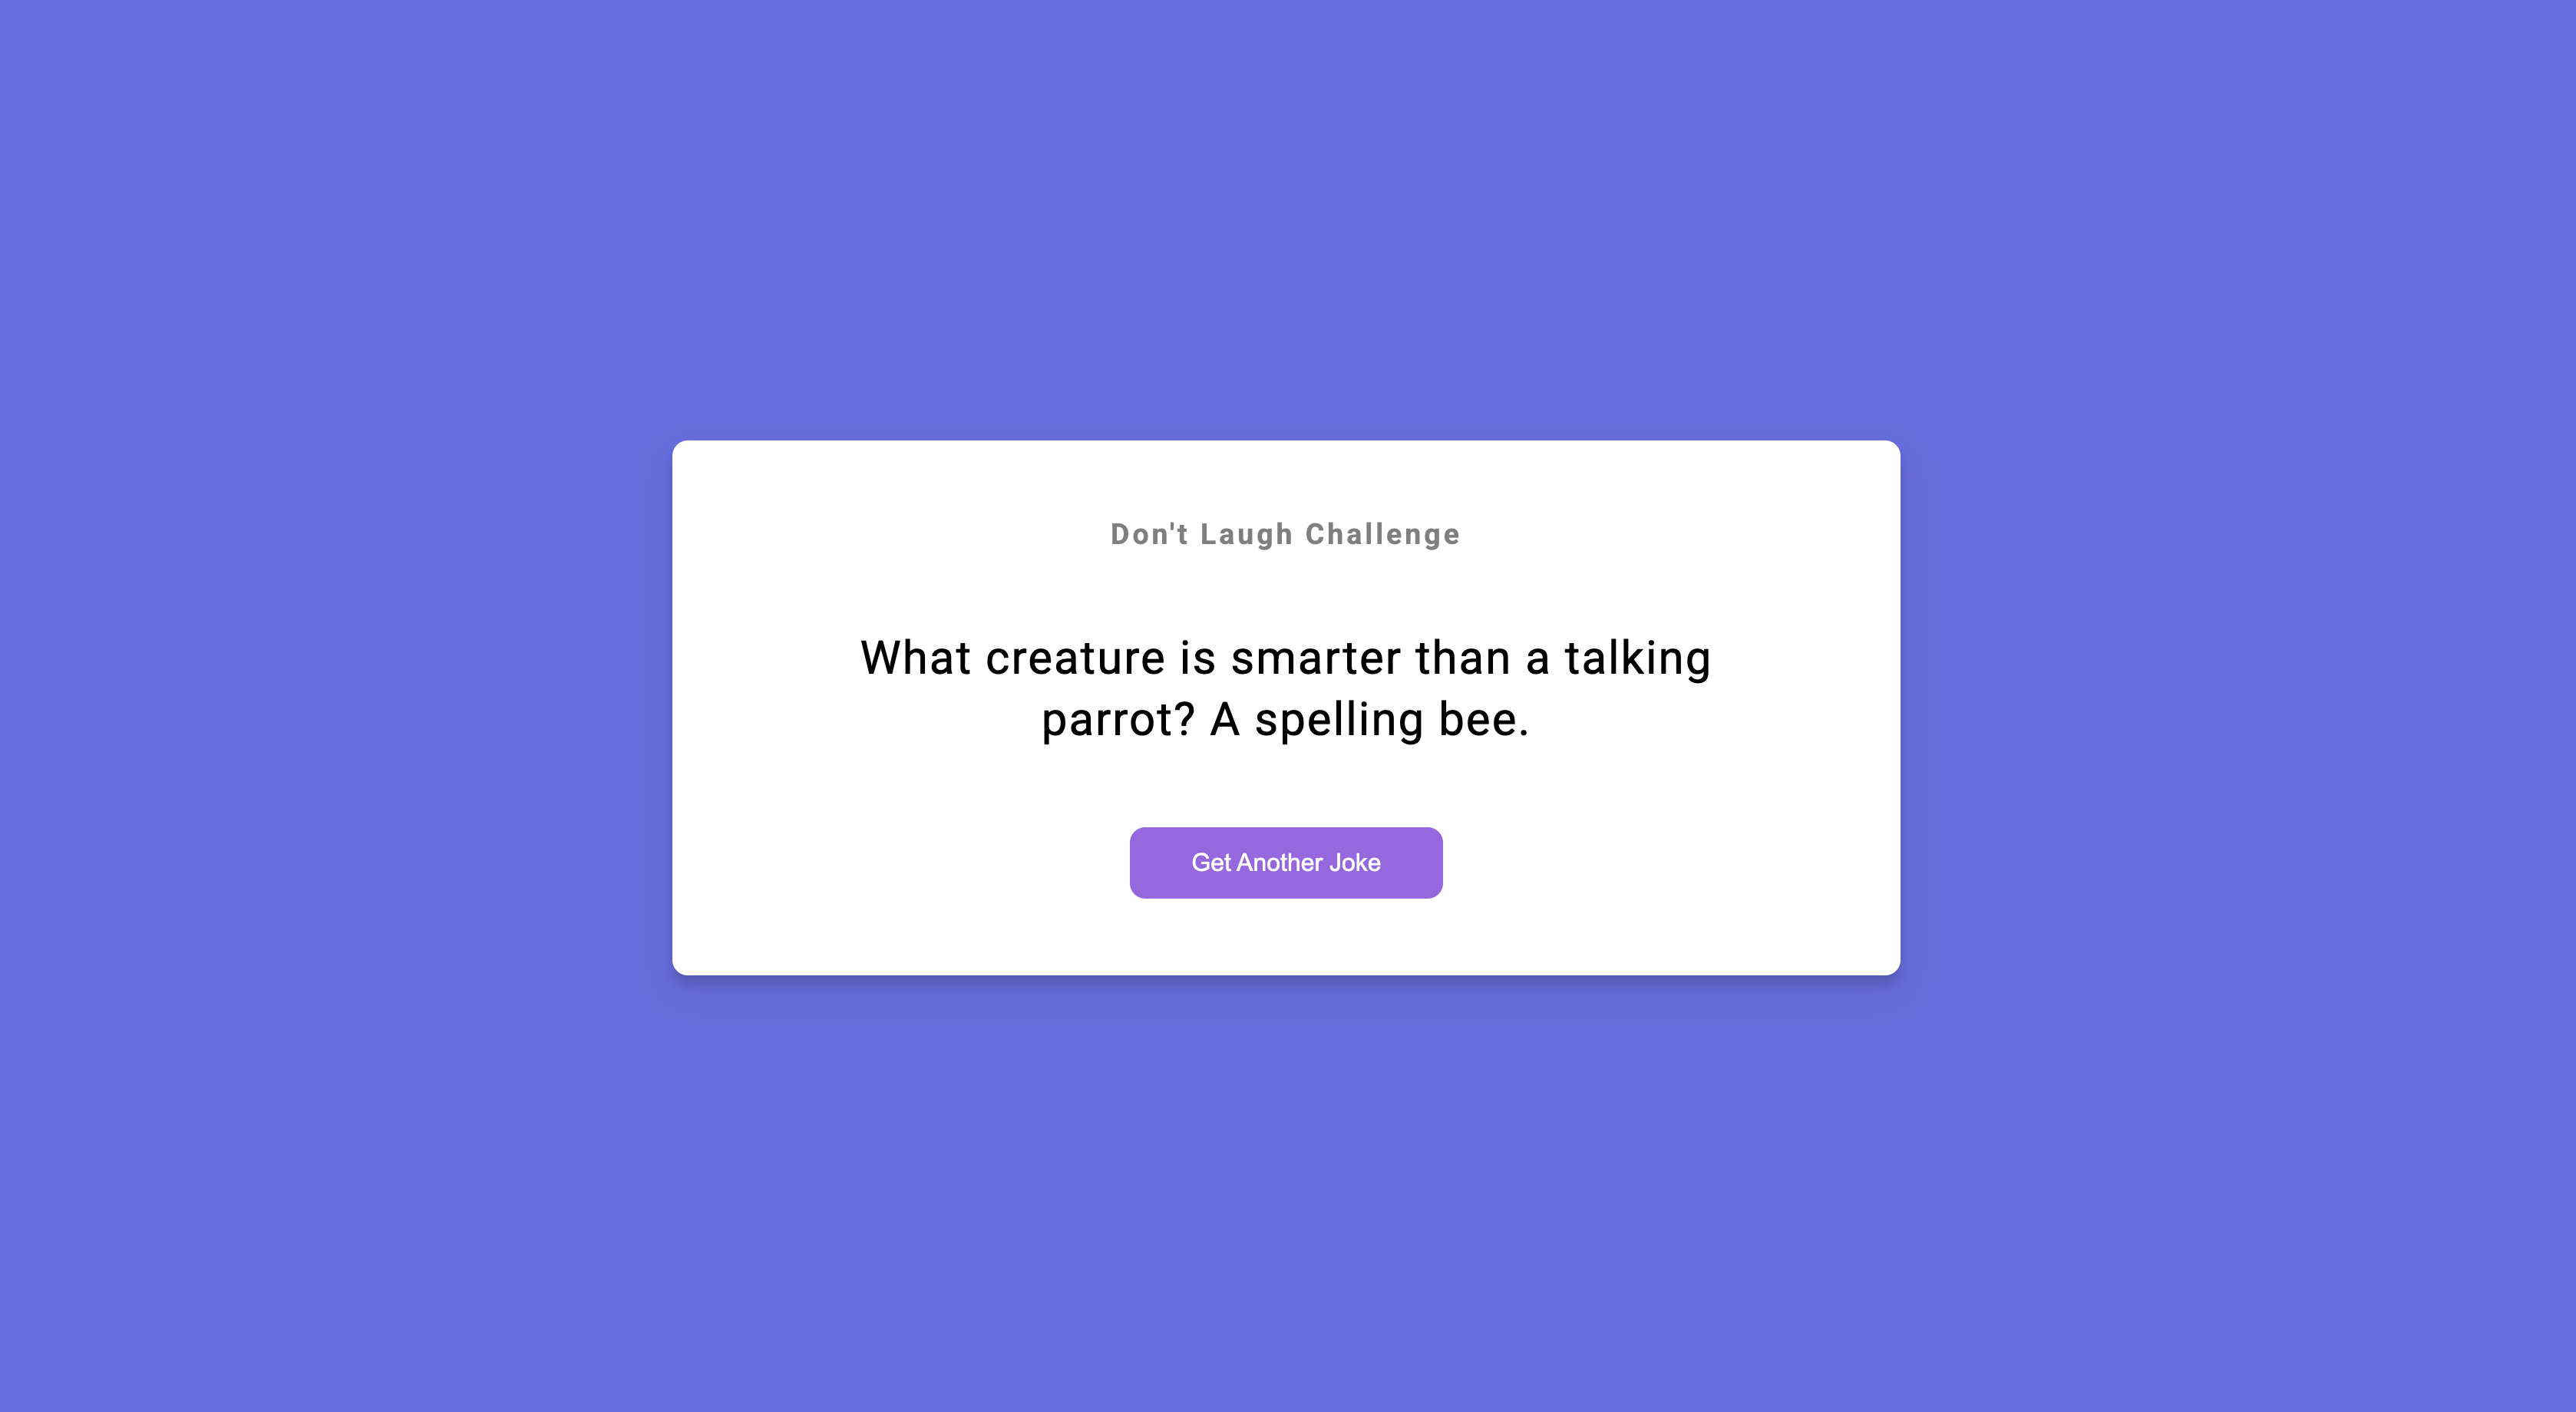 Don't Laugh Challenge
What creature is smarter than a talking
parrot? A spelling bee.
Get Another Joke